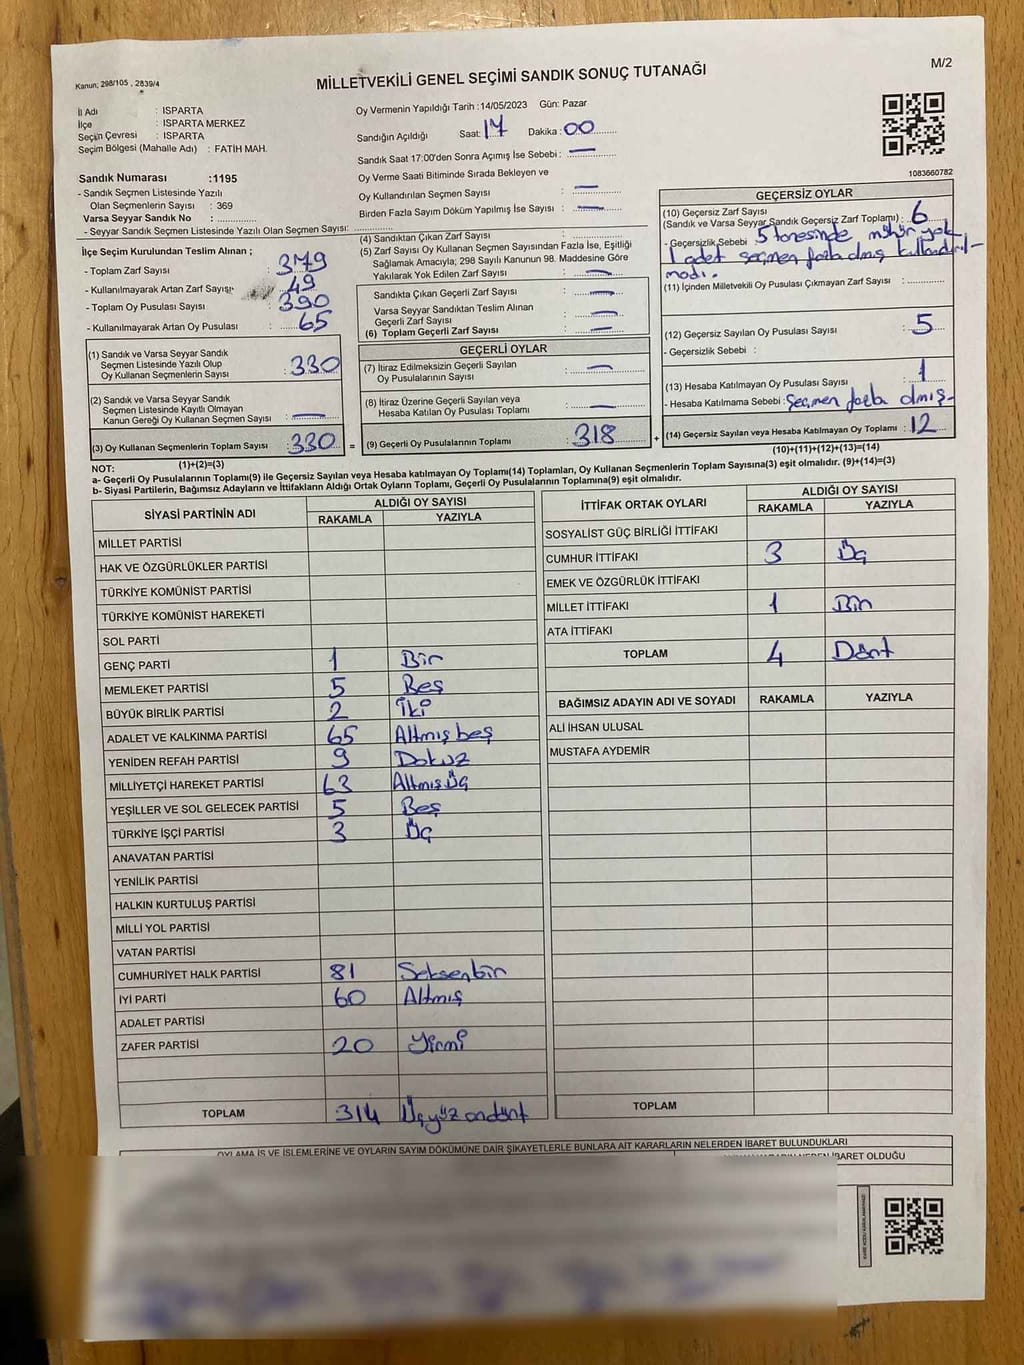 Kanun; 298/105 , 2839/4
MİLLETVEKİLİ GENEL SEÇİMİ SANDIK SONUÇ TUTANAĞI
M/2
İl Adı : ISPARTA
İlçe : ISPARTA MERKEZ
Seçim Çevresi : ISPARTA
Seçim Bölgesi (Mahalle Adı) : FATİH MAH.
Sandık Numarası :1195
- Sandık Seçmen Listesinde Yazılı
Olan Seçmenlerin Sayısı : 369
Varsa Seyyar Sandık No :
- Seyyar Sandık Seçmen Listesinde Yazılı Olan Seçmen Sayısı:
Oy Vermenin Yapıldığı Tarih :14/05/2023 Gün: Pazar
Sandığın Açıldığı Saat: 17 Dakika : 00
Sandık Saat 17:00'den Sonra Açımış İse Sebebi : —
Oy Verme Saati Bitiminde Sırada Bekleyen ve
Oy Kullandırılan Seçmen Sayısı : —
Birden Fazla Sayım Döküm Yapılmış İse Sayısı : —
1083660782
İlçe Seçim Kurulundan Teslim Alınan ;
- Toplam Zarf Sayısı : 379
- Kullanılmayarak Artan Zarf Sayısı : 49
- Toplam Oy Pusulası Sayısı : 390
- Kullanılmayarak Artan Oy Pusulası : 65
(1) Sandık ve Varsa Seyyar Sandık
Seçmen Listesinde Yazılı Olup
Oy Kullanan Seçmenlerin Sayısı : 330
(2) Sandık ve Varsa Seyyar Sandık
Seçmen Listesinde Kayıtlı Olmayan
Kanun Gereği Oy Kullanan Seçmen Sayısı : —
(3) Oy Kullanan Seçmenlerin Toplam Sayısı : 330
(1)+(2)=(3)
(4) Sandıktan Çıkan Zarf Sayısı :
(5) Zarf Sayısı Oy Kullanan Seçmen Sayısından Fazla İse, Eşitliği
Sağlamak Amacıyla; 298 Sayılı Kanunun 98. Maddesine Göre
Yakılarak Yok Edilen Zarf Sayısı : —
Sandıkta Çıkan Geçerli Zarf Sayısı : —
Varsa Seyyar Sandıktan Teslim Alınan
Geçerli Zarf Sayısı : —
(6) Toplam Geçerli Zarf Sayısı : —
GEÇERLİ OYLAR
(7) İtiraz Edilmeksizin Geçerli Sayılan
Oy Pusulalarının Sayısı : —
(8) İtiraz Üzerine Geçerli Sayılan veya
Hesaba Katılan Oy Pusulası Toplamı : —
= (9) Geçerli Oy Pusulalarının Toplamı : 318 +
GEÇERSİZ OYLAR
(10) Geçersiz Zarf Sayısı
(Sandık ve Varsa Seyyar Sandık Geçersiz Zarf Toplamı) : 6
- Geçersizlik Sebebi : 5 tanesinde mühür yok
1 adet seçmen fazla olmış kullandırıl-
madı.
(11) İçinden Milletvekili Oy Pusulası Çıkmayan Zarf Sayısı :
(12) Geçersiz Sayılan Oy Pusulası Sayısı : 5
- Geçersizlik Sebebi :
(13) Hesaba Katılmayan Oy Pusulası Sayısı : 1
- Hesaba Katılmama Sebebi : Seçmen fazla olmış-
(14) Geçersiz Sayılan veya Hesaba Katılmayan Oy Toplamı : 12
(10)+(11)+(12)+(13)=(14)
NOT:
a- Geçerli Oy Pusulalarının Toplamı(9) ile Geçersiz Sayılan veya Hesaba katılmayan Oy Toplamı(14) Toplamları, Oy Kullanan Seçmenlerin Toplam Sayısına(3) eşit olmalıdır. (9)+(14)=(3)
b- Siyasi Partilerin, Bağımsız Adayların ve İttifakların Aldığı Ortak Oyların Toplamı, Geçerli Oy Pusulalarının Toplamına(9) eşit olmalıdır.
SİYASİ PARTİNİN ADI ALDIĞI OY SAYISI
RAKAMLA YAZIYLA
MİLLET PARTİSİ
HAK VE ÖZGÜRLÜKLER PARTİSİ
TÜRKİYE KOMÜNİST PARTİSİ
TÜRKİYE KOMÜNİST HAREKETİ
SOL PARTİ
GENÇ PARTİ 1 Bir
MEMLEKET PARTİSİ 5 Beş
BÜYÜK BİRLİK PARTİSİ 2 İki
ADALET VE KALKINMA PARTİSİ 65 Altmışbeş
YENİDEN REFAH PARTİSİ 9 Dokuz
MİLLİYETÇİ HAREKET PARTİSİ 63 Altmışüç
YEŞİLLER VE SOL GELECEK PARTİSİ 5 Beş
TÜRKİYE İŞÇİ PARTİSİ 3 Üç
ANAVATAN PARTİSİ
YENİLİK PARTİSİ
HALKIN KURTULUŞ PARTİSİ
MİLLİ YOL PARTİSİ
VATAN PARTİSİ
CUMHURİYET HALK PARTİSİ 81 Seksenbir
İYİ PARTİ 60 Altmış
ADALET PARTİSİ
ZAFER PARTİSİ 20 Yirmi
TOPLAM 314 Üçyüz ondört
İTTİFAK ORTAK OYLARI ALDIĞI OY SAYISI
RAKAMLA YAZIYLA
SOSYALİST GÜÇ BİRLİĞİ İTTİFAKI
CUMHUR İTTİFAKI 3 Üç
EMEK VE ÖZGÜRLÜK İTTİFAKI
MİLLET İTTİFAKI 1 Bir
ATA İTTİFAKI
TOPLAM 4 Dört
BAĞIMSIZ ADAYIN ADI VE SOYADI RAKAMLA YAZIYLA
ALİ İHSAN ULUSAL
MUSTAFA AYDEMİR
TOPLAM
OYLAMA İŞ VE İŞLEMLERİNE VE OYLARIN SAYIM DÖKÜMÜNE DAİR ŞİKAYETLERLE BUNLARA AİT KARARLARIN NELERDEN İBARET BULUNDUKLARI
İBARET OLDUĞU